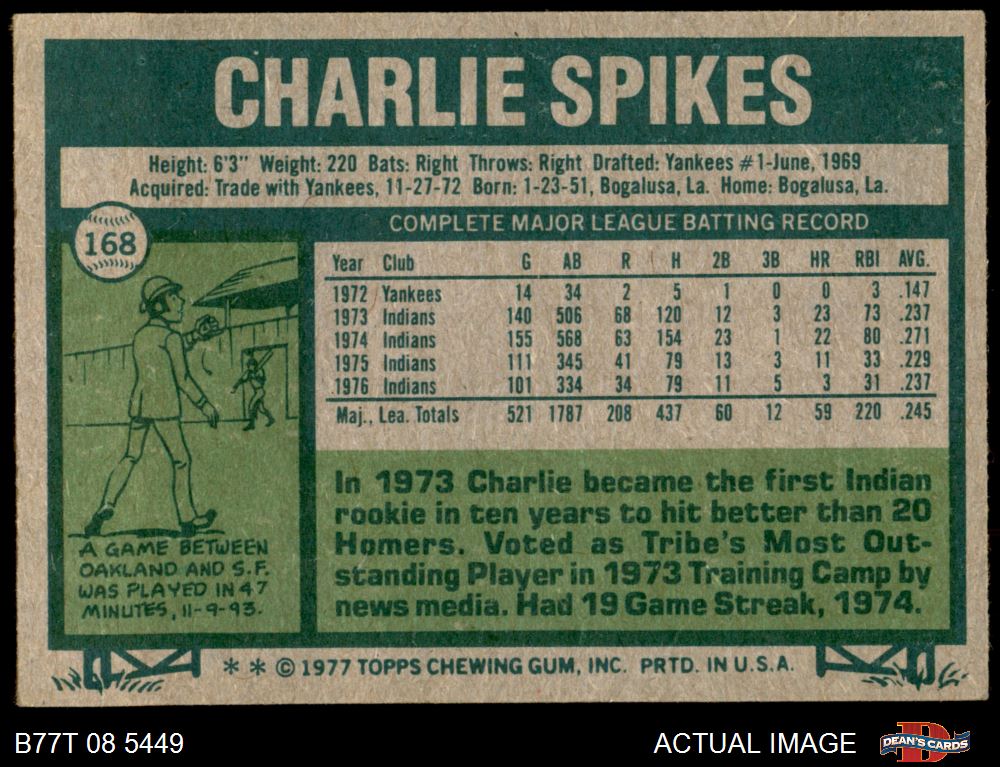 CHARLIE SPIKES
Height: 6'3" Weight: 220 Bats: Right Throws: Right Drafted: Yankees #1-June, 1969
Acquired: Trade with Yankees, 11-27-72 Born: 1-23-51, Bogalusa, La. Home: Bogalusa, La.
168
COMPLETE MAJOR LEAGUE BATTING RECORD
Year Club G AB R H 2B 3B HR RBI AVG.
1972 Yankees 14 34 2 5 1 0 0 3 .147
1973 Indians 140 506 68 120 12 3 23 73 .237
1974 Indians 155 568 63 154 23 1 22 80 .271
1975 Indians 111 345 41 79 13 3 11 33 .229
1976 Indians 101 334 34 79 11 5 3 31 .237
Maj. Lea. Totals 521 1787 208 437 60 12 59 220 .245
A GAME BETWEEN
OAKLAND AND S.F.
WAS PLAYED IN 47
MINUTES, 11-9-93.
In 1973 Charlie became the first Indian
rookie in ten years to hit better than 20
Homers. Voted as Tribe's Most Out-
standing Player in 1973 Training Camp by
news media. Had 19 Game Streak, 1974.
* * © 1977 TOPPS CHEWING GUM, INC. PRTD. IN U.S.A.
B77T 08 5449
ACTUAL IMAGE
D
DEAN'S CARDS